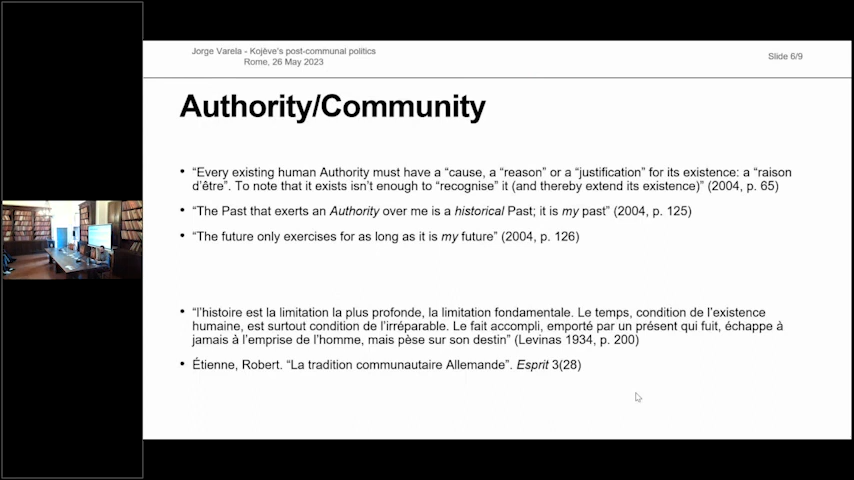 Jorge Varela - Kojève's post-communal politics
Rome, 26 May 2023
Slide 6/9
Authority/Community
• “Every existing human Authority must have a “cause, a “reason” or a “justification” for its existence: a “raison
d’être”. To note that it exists isn’t enough to “recognise” it (and thereby extend its existence)” (2004, p. 65)
• “The Past that exerts an Authority over me is a historical Past; it is my past” (2004, p. 125)
• “The future only exercises for as long as it is my future” (2004, p. 126)
• “l’histoire est la limitation la plus profonde, la limitation fondamentale. Le temps, condition de l’existence
humaine, est surtout condition de l’irréparable. Le fait accompli, emporté par un présent qui fuit, échappe à
jamais à l’emprise de l’homme, mais pèse sur son destin” (Levinas 1934, p. 200)
• Étienne, Robert. “La tradition communautaire Allemande”. Esprit 3(28)